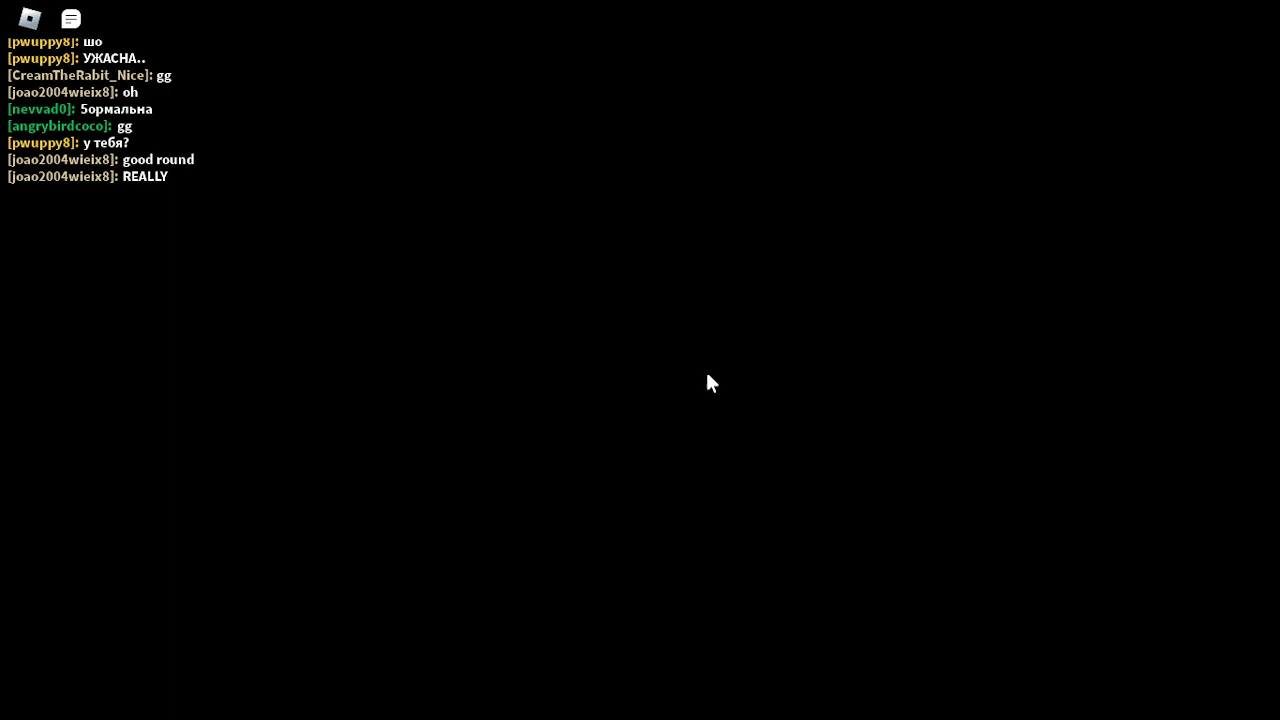 [pwuppy8]: шо
[pwuppy8]: УЖАСНА..
[CreamTheRabit_Nice]: gg
[joao2004wieix8]: oh
[nevvad0]: 5ормальна
[angrybirdcoco]: gg
[pwuppy8]: у тебя?
[joao2004wieix8]: good round
[joao2004wieix8]: REALLY